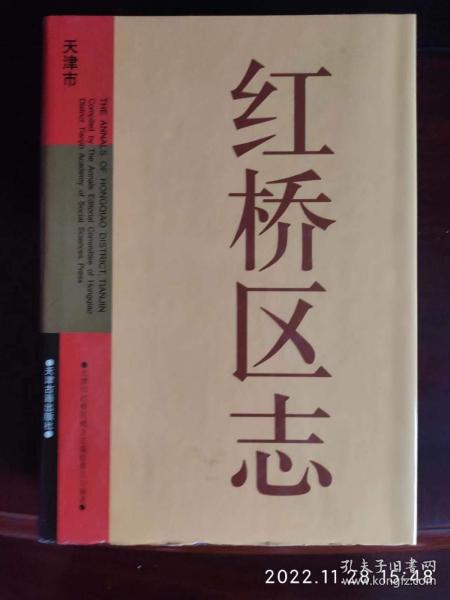 天津市
红桥区志
THE ANNALS OF HONGQIAO DISTRICT, TIANJIN
Compiled by The Annals Editorial Committee of Hongqiao
District Tianjin Academy of Social Sciences Press
●天津古籍出版社●
2022.11.28 15:48
孔夫子旧书网
www.kongfz.com